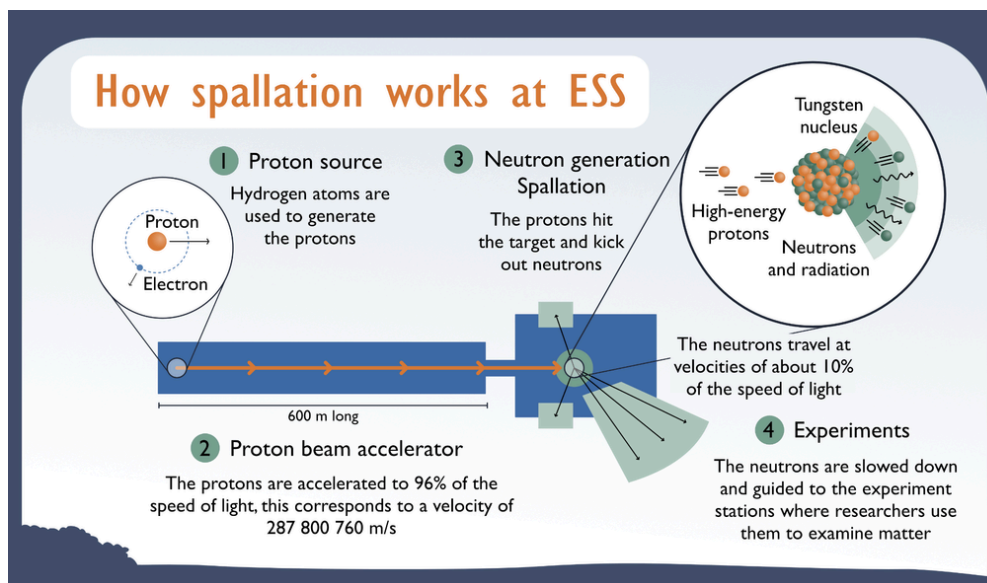 How spallation works at ESS
1 Proton source
Hydrogen atoms are
used to generate
the protons
Proton
Electron
3 Neutron generation
Spallation
The protons hit
the target and kick
out neutrons
Tungsten
nucleus
High-energy
protons
Neutrons
and radiation
600 m long
2 Proton beam accelerator
The protons are accelerated to 96% of the
speed of light, this corresponds to a velocity of
287 800 760 m/s
The neutrons travel at
velocities of about 10%
of the speed of light
4 Experiments
The neutrons are slowed down
and guided to the experiment
stations where researchers use
them to examine matter